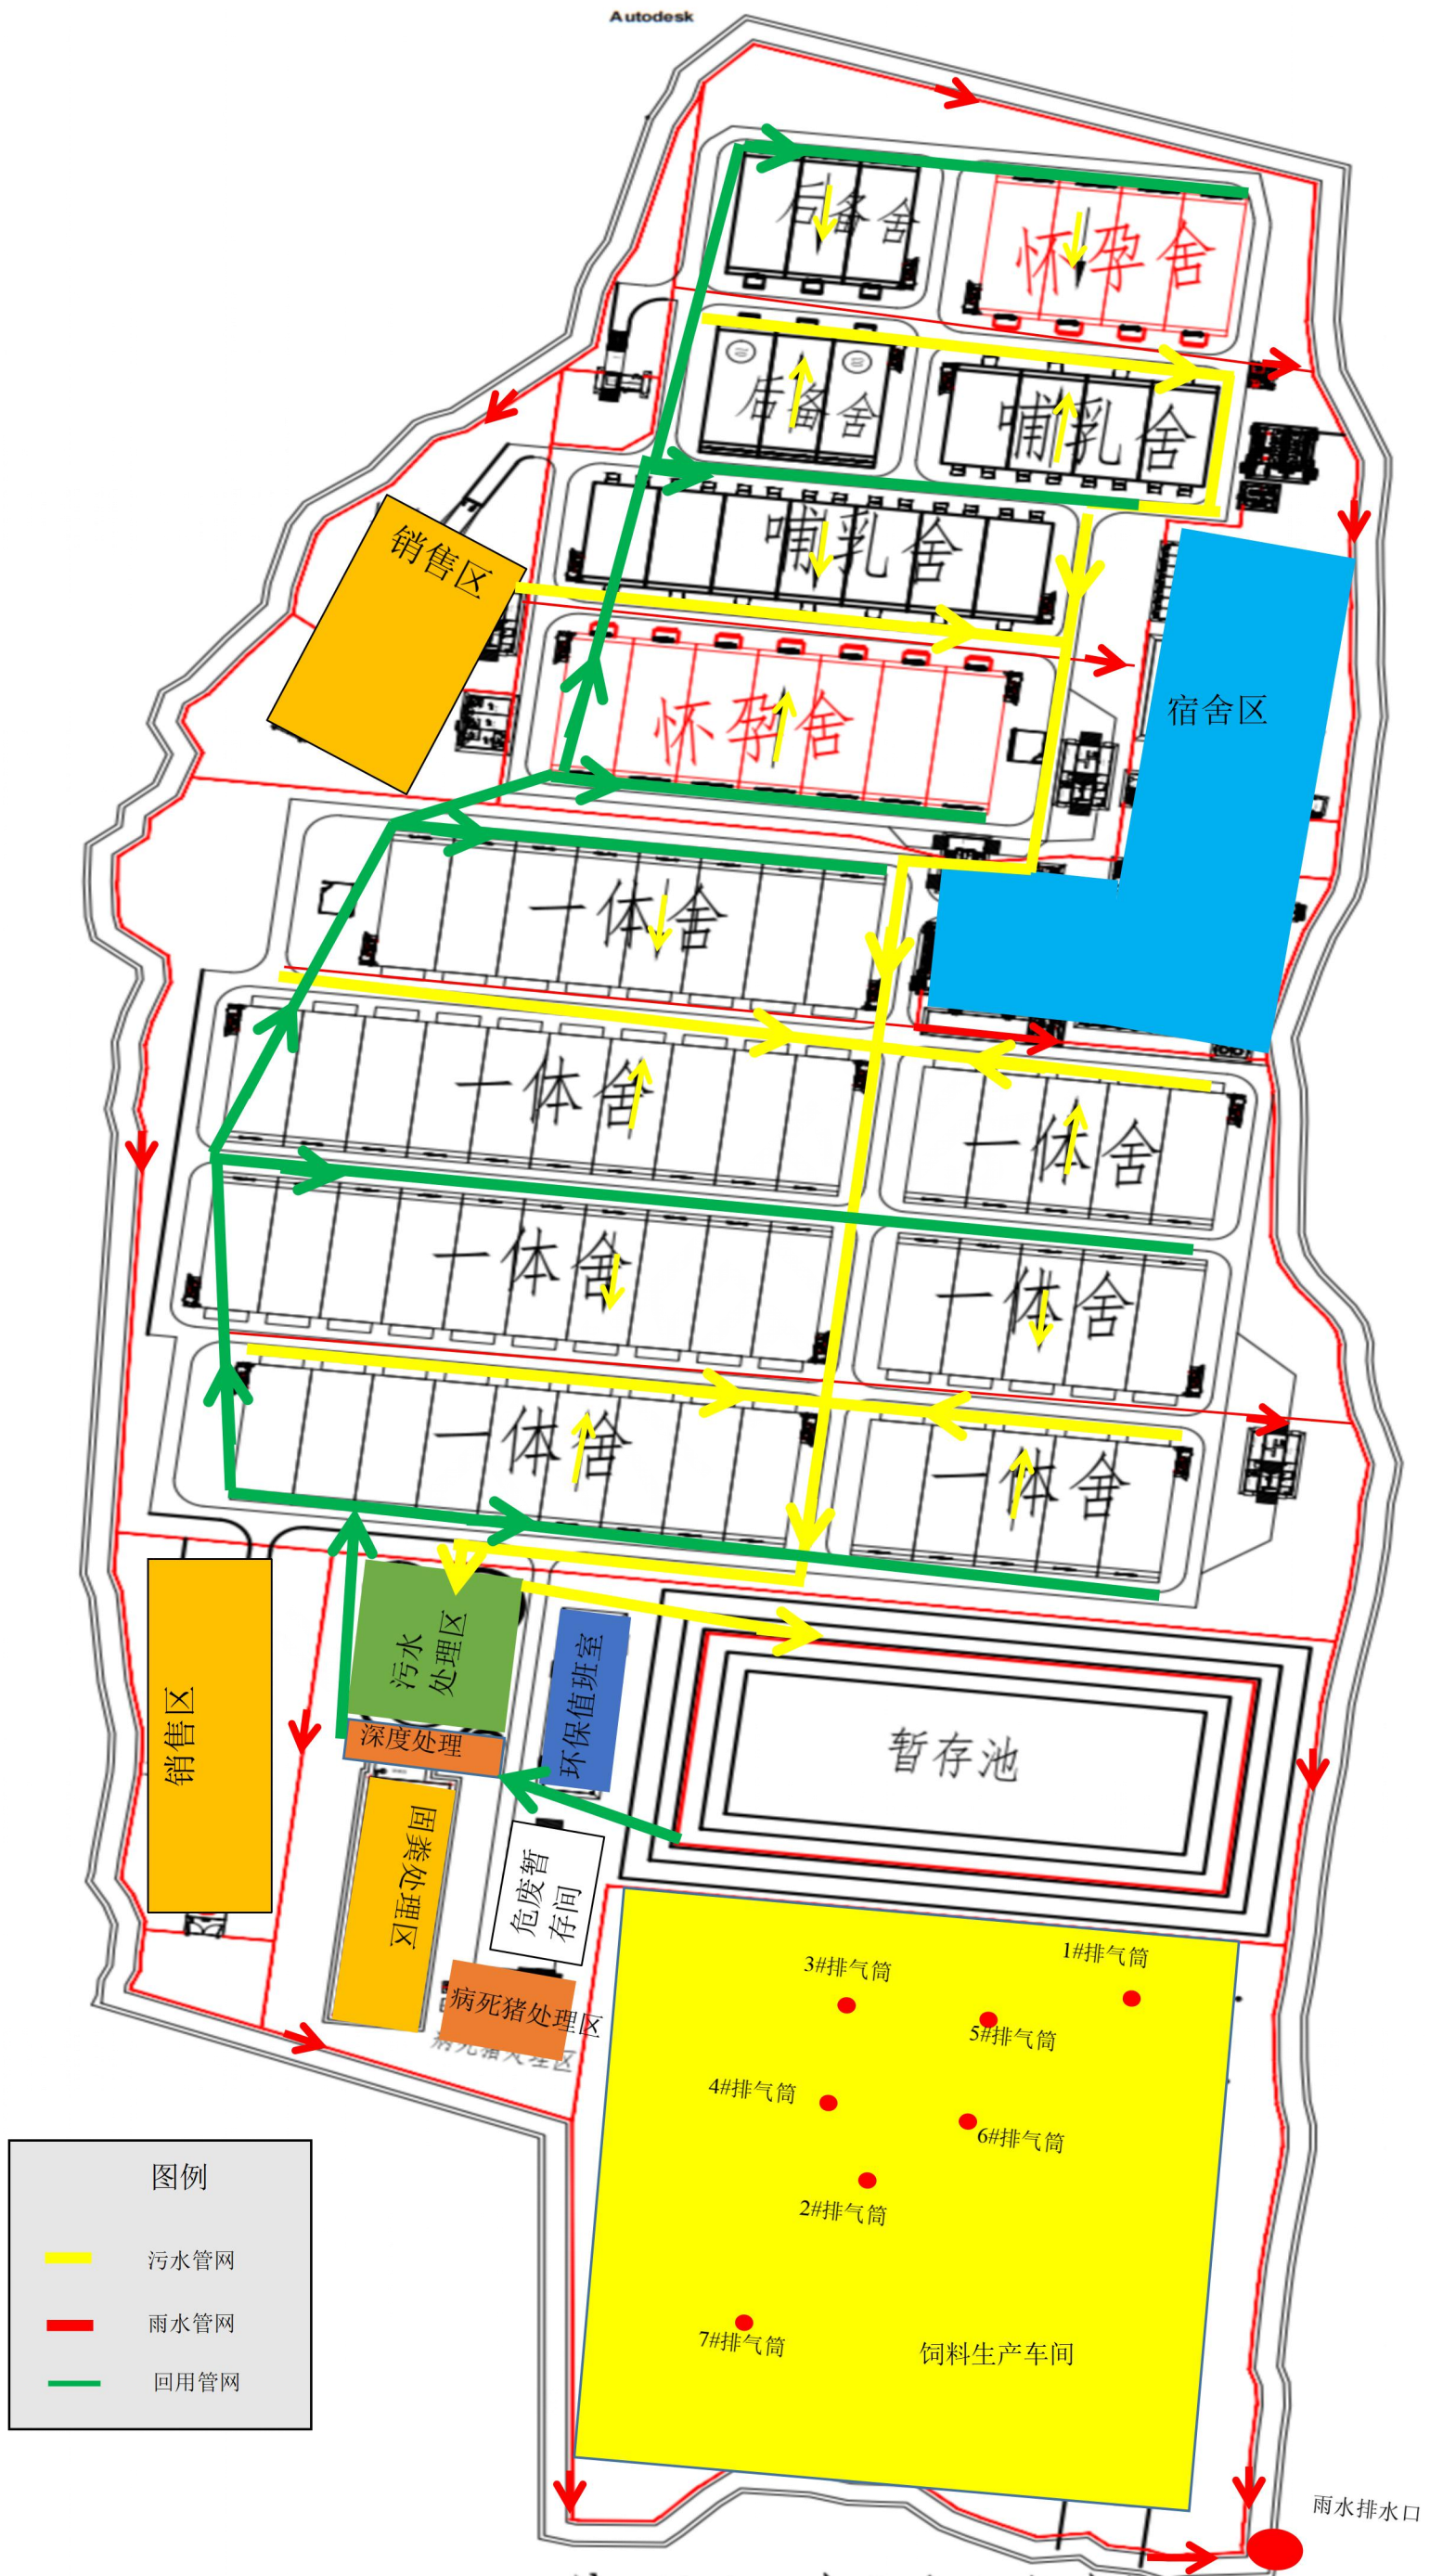 Autodesk
后备舍
怀孕舍
后备舍
哺乳舍
哺乳舍
销售区
怀孕舍
宿舍区
一体舍
一体舍
一体舍
一体舍
一体舍
一体舍
一体舍
污水
处理区
环保值班室
销售区
深度处理
暂存池
固粪处理区
危废暂
存间
病死猪处理区
病死猪处理区
1#排气筒
3#排气筒
5#排气筒
4#排气筒
6#排气筒
2#排气筒
7#排气筒
饲料生产车间
图例
污水管网
雨水管网
回用管网
雨水排水口